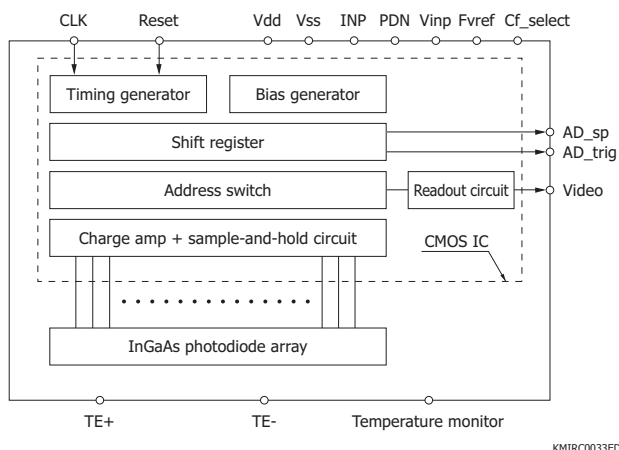 CLK Reset Vdd Vss INP PDN Vinp Fvref Cf_select
Timing generator Bias generator
Shift register AD_sp
AD_trig
Address switch Readout circuit Video
Charge amp + sample-and-hold circuit CMOS IC
InGaAs photodiode array
TE+ TE- Temperature monitor
KMIRC0033ED